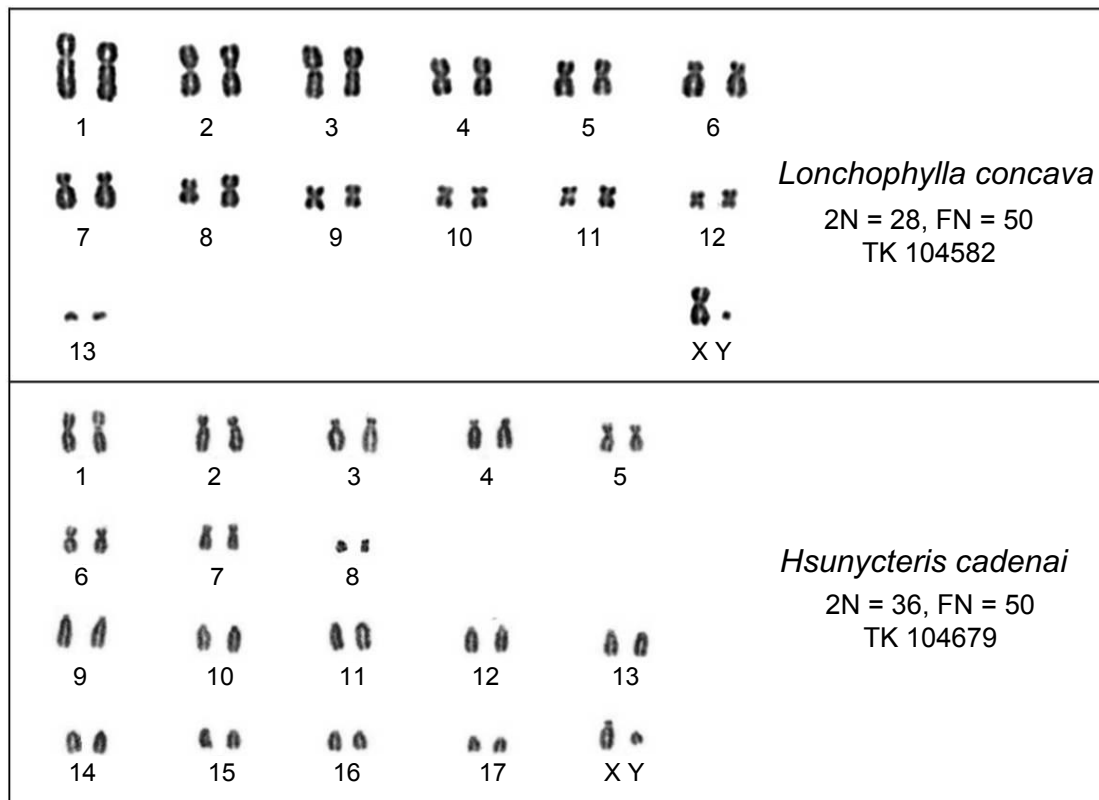 1 2 3 4 5 6
7 8 9 10 11 12
13 X Y
Lonchophylla concava
2N = 28, FN = 50
TK 104582
1 2 3 4 5
6 7 8
9 10 11 12 13
14 15 16 17 X Y
Hsunycteris cadenai
2N = 36, FN = 50
TK 104679